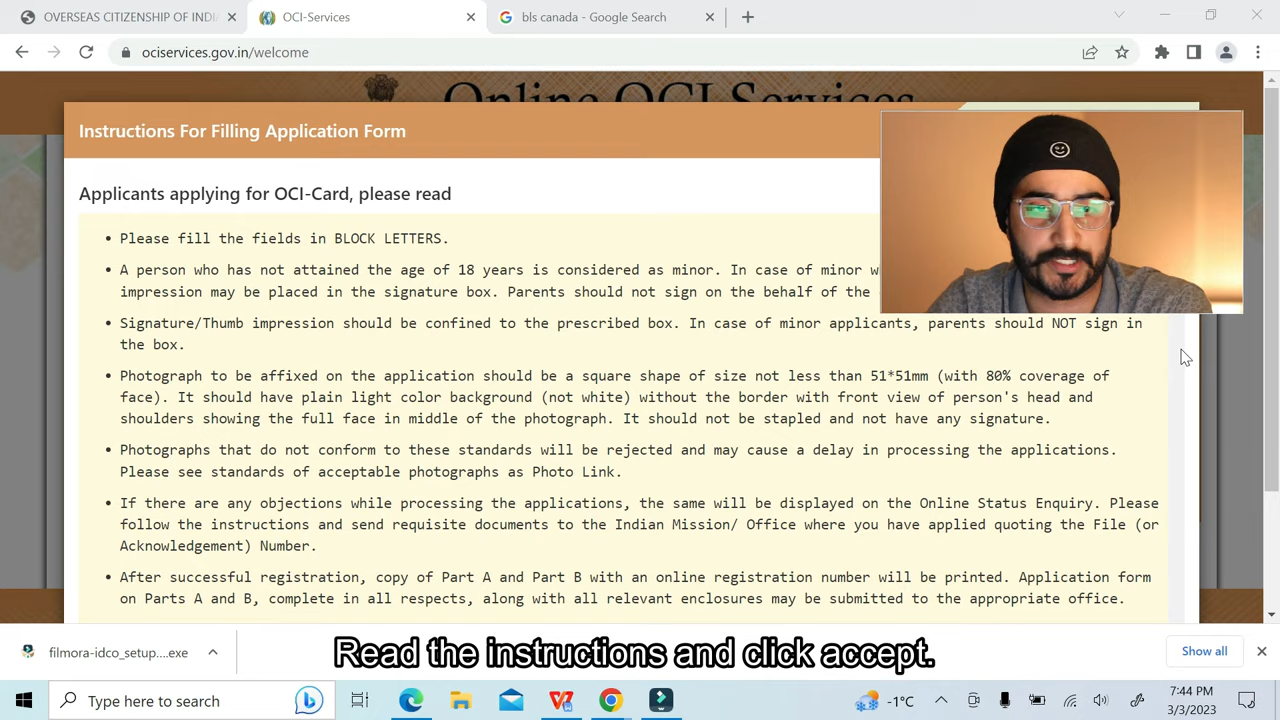 OVERSEAS CITIZENSHIP OF INDI
OCI-Services
bls canada - Google Search
ociservices.gov.in/welcome
Online OCI Services
Instructions For Filling Application Form
Applicants applying for OCI-Card, please read
• Please fill the fields in BLOCK LETTERS.
• A person who has not attained the age of 18 years is considered as minor. In case of minor w
impression may be placed in the signature box. Parents should not sign on the behalf of the
• Signature/Thumb impression should be confined to the prescribed box. In case of minor applicants, parents should NOT sign in
the box.
• Photograph to be affixed on the application should be a square shape of size not less than 51*51mm (with 80% coverage of
face). It should have plain light color background (not white) without the border with front view of person's head and
shoulders showing the full face in middle of the photograph. It should not be stapled and not have any signature.
• Photographs that do not conform to these standards will be rejected and may cause a delay in processing the applications.
Please see standards of acceptable photographs as Photo Link.
• If there are any objections while processing the applications, the same will be displayed on the Online Status Enquiry. Please
follow the instructions and send requisite documents to the Indian Mission/ Office where you have applied quoting the File (or
Acknowledgement) Number.
• After successful registration, copy of Part A and Part B with an online registration number will be printed. Application form
on Parts A and B, complete in all respects, along with all relevant enclosures may be submitted to the appropriate office.
filmora-idco_setup....exe
Read the instructions and click accept.
Show all
Type here to search
-1°C
7:44 PM
3/3/2023